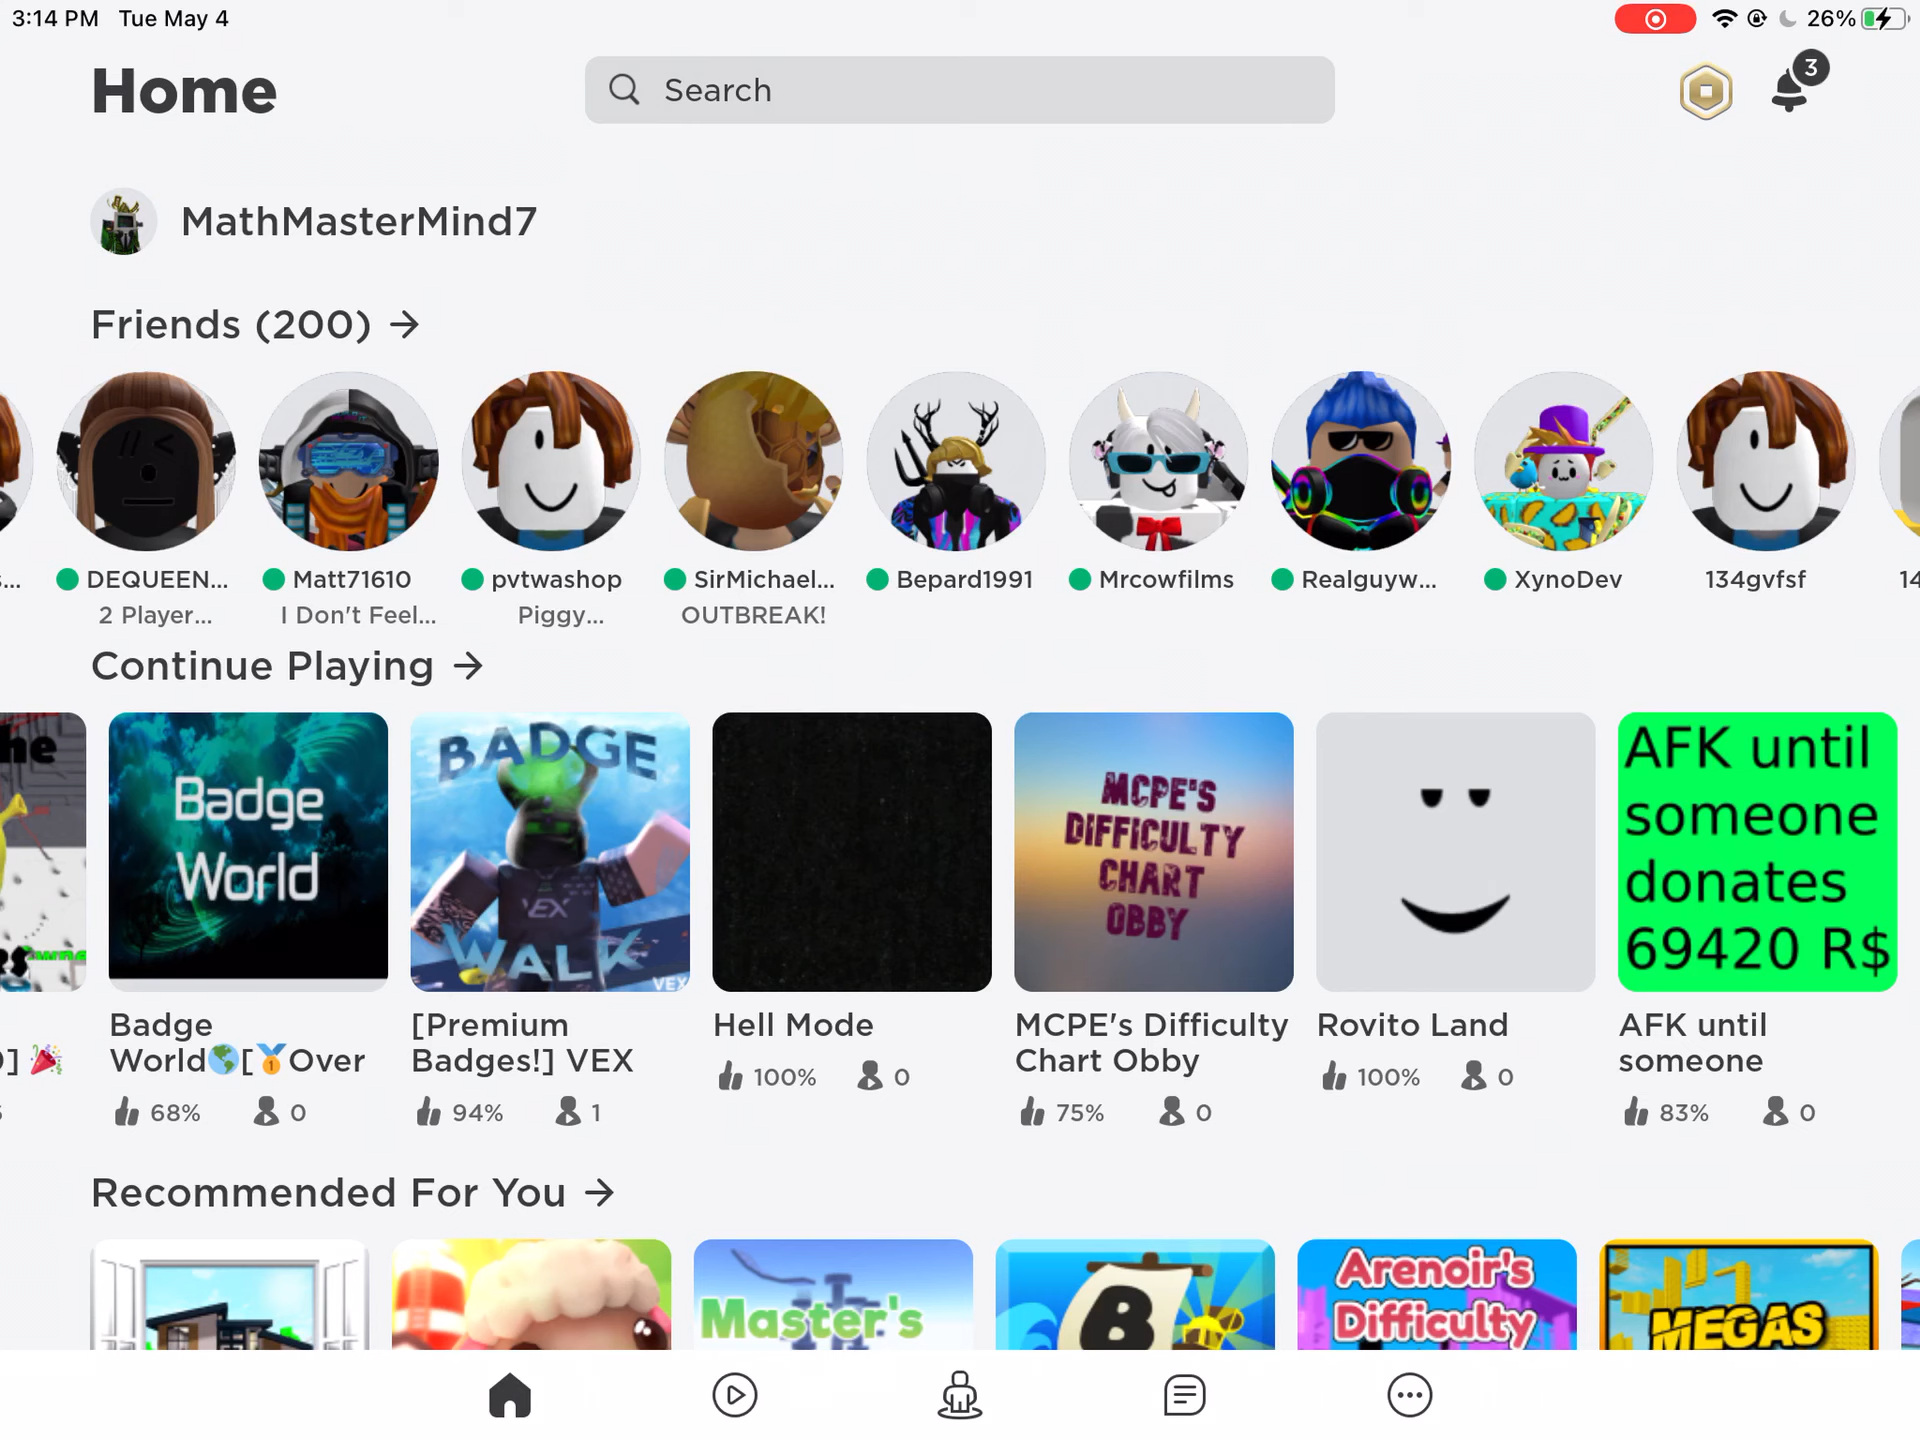 3:14 PM Tue May 4
26%
Home
Search
3
MathMasterMind7
Friends (200) →
s...
DEQUEEN...
Matt71610
pvtwashop
SirMichael...
Bepard1991
Mrcowfilms
Realguyw...
XynoDev
134gvfsf
14
2 Player...
I Don't Feel...
Piggy...
OUTBREAK!
Continue Playing →
he
Badge
World
BADGE
VEX
WALK
VEX
MCPE'S
DIFFICULTY
CHART
OBBY
AFK until
someone
donates
69420 R$
] 🎉
Badge
World🌎[🥇Over
68%
0
[Premium
Badges!] VEX
94%
1
Hell Mode
100%
0
MCPE's Difficulty
Chart Obby
75%
0
Rovito Land
100%
0
AFK until
someone
83%
0
Recommended For You →
Master's
B
Arenoir's
Difficulty
MEGAS